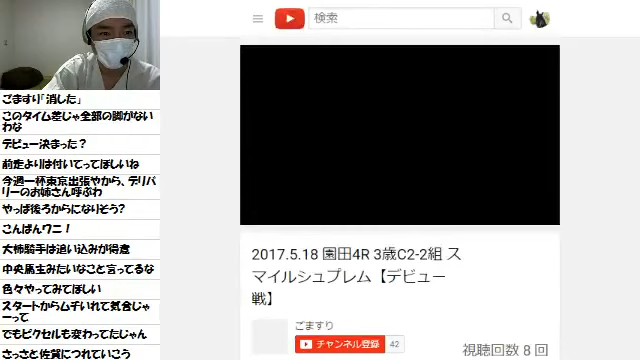 検索
ごますり「消した」
このタイム差じゃ全部の脚がない
わな
デビュー決まった？
前走よりは付いてってほしいね
今週一杯東京出張やから、デリバ
リーのお姉さん呼ぶわ
やっぱ後ろからになりそう?
こんばんワニ！
大柿騎手は追い込みが得意
中央馬主みたいなこと言ってるな
色々やってみてほしい
スタートからムチいれて気合じゃ
ーって
でもピクセルも変わってたじゃん
さっさと佐賀につれていこう
2017.5.18 園田4R 3歳C2-2組 ス
マイルシュプレム【デビュー
戦】
ごますり
チャンネル登録 42
視聴回数 8 回